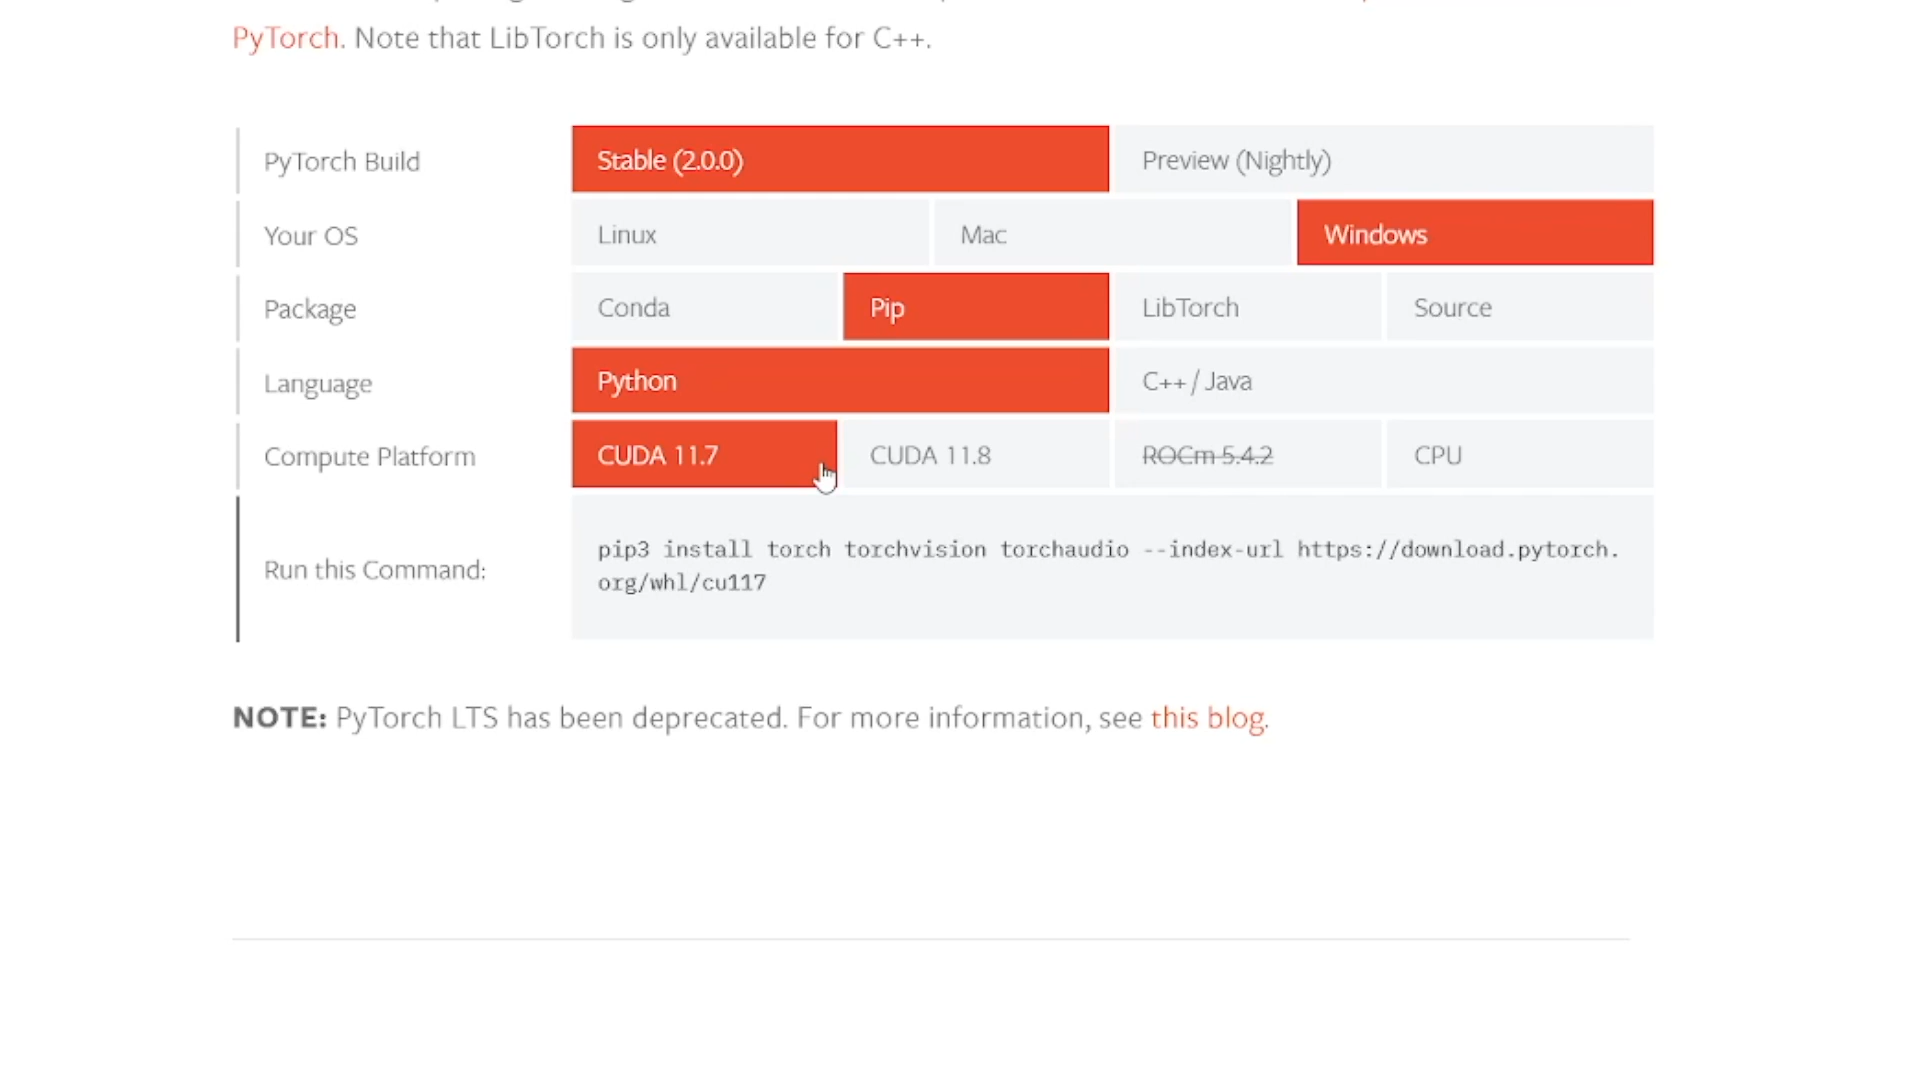 PyTorch. Note that LibTorch is only available for C++.
PyTorch Build
Stable (2.0.0)
Preview (Nightly)
Your OS
Linux
Mac
Windows
Package
Conda
Pip
LibTorch
Source
Language
Python
C++ / Java
Compute Platform
CUDA 11.7
CUDA 11.8
ROCm 5.4.2
CPU
Run this Command:
pip3 install torch torchvision torchaudio --index-url https://download.pytorch.
org/whl/cu117
NOTE: PyTorch LTS has been deprecated. For more information, see this blog.